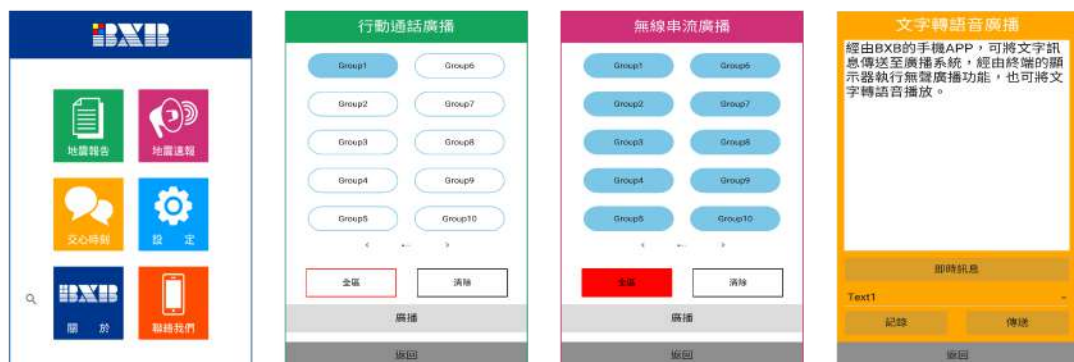 BXB
地震報告
地震速報
交心時刻
設 定
BXB
關 於
聯絡我們
行動通話廣播
Group1
Group6
Group2
Group7
Group3
Group8
Group4
Group9
Group5
Group10
全區
清除
廣播
返回
無線串流廣播
Group1
Group6
Group2
Group7
Group3
Group8
Group4
Group9
Group5
Group10
全區
清除
廣播
返回
文字轉語音廣播
經由BXB的手機APP，可將文字訊
息傳送至廣播系統，經由終端的顯
示器執行無聲廣播功能，也可將文
字轉語音播放。
即時訊息
Text1
記錄
傳送
返回